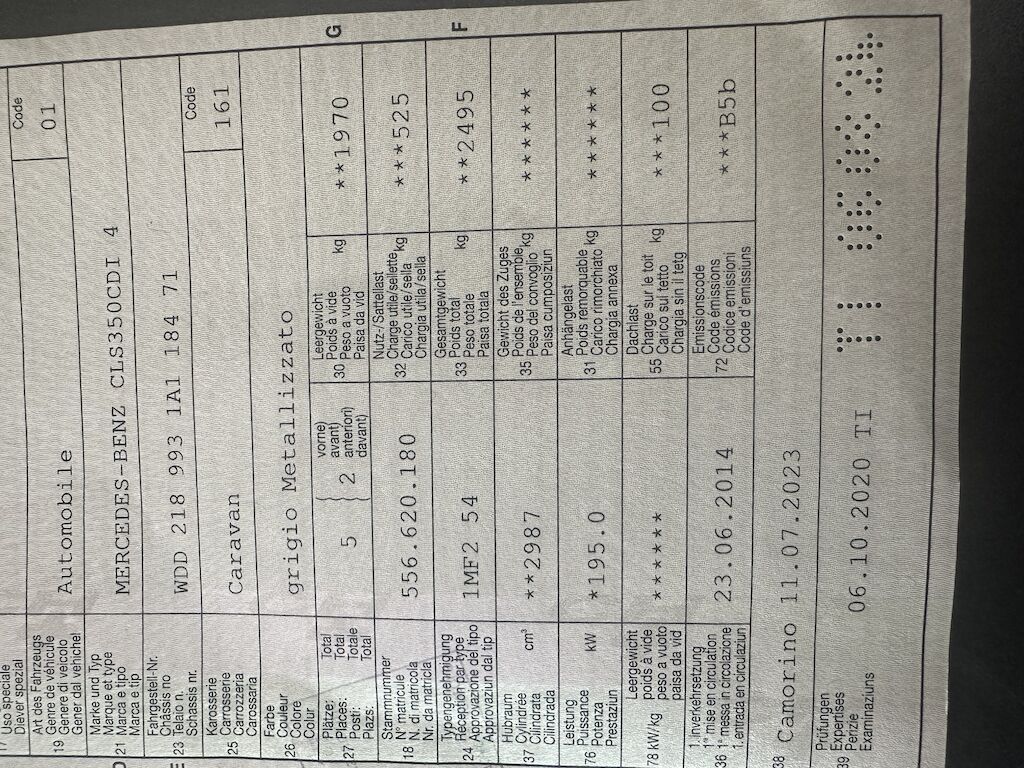 17 Uso speciale
Diever spezial
Code
Art des Fahrzeugs
Genre de véhicule
19 Genere di veicolo
Gener dal vehichel
Automobile
01
Marke und Typ
Marque et type
D 21 Marca e tipo
Marca e tip
MERCEDES-BENZ CLS350CDI 4
Fahrgestell-Nr.
Châssis no
E 23 Telaio n.
Schassis nr.
WDD 218 993 1A1 184 71
Code
Karosserie
Carrosserie
25 Carrozzeria
Carossaria
Caravan
161
Farbe
Couleur
26 Colore
Colur
grigio Metallizzato
Plätze: Total
Places: Total
27 Posti: Totale
Plazs: Total
5 } 2
vorne)
avant)
anteriori)
davant)
Leergewicht
Poids à vide
30 Peso a vuoto kg
Paisa da vid
**1970
G
Stammnummer
N° matricule
18 N. di matricola
Nr. da matricla
556.620.180
Nutz-/Sattellast
Charge utile/sellette
32 Carico utile/sella kg
Chargia utila/sella
***525
Typengenehmigung
Réception par type
24 Approvazione del tipo
Approvaziun dal tip
1MF2 54
Gesamtgewicht
Poids total
33 Peso totale kg
Paisa totala
**2495
F
Hubraum
Cylindrée
37 Cilindrata cm³
Cilindrada
**2987
Gewicht des Zuges
Poids de l'ensemble
35 Peso del convoglio kg
Paisa cumposiziun
******
Leistung
Puissance
76 Potenza kW
Prestaziun
*195.0
Anhängelast
Poids remorquable
31 Carico rimorchiato kg
Chargia annexa
******
Leergewicht
poids à vide
78 kW/kg peso a vuoto
paisa da vid
******
Dachlast
Charge sur le toit
55 Carico sul tetto kg
Chargia sin il tetg
***100
1. Inverkehrsetzung
1re mise en circulation
36 1a messa in circolazione
1. entrada en circulaziun
23.06.2014
Emissionscode
Code émissions
72 Codice emissioni
Code d'emissiuns
***B5b
38 Camorino 11.07.2023
Prüfungen
Expertises
39 Perizie
Examinaziuns
06.10.2020 TI
TI